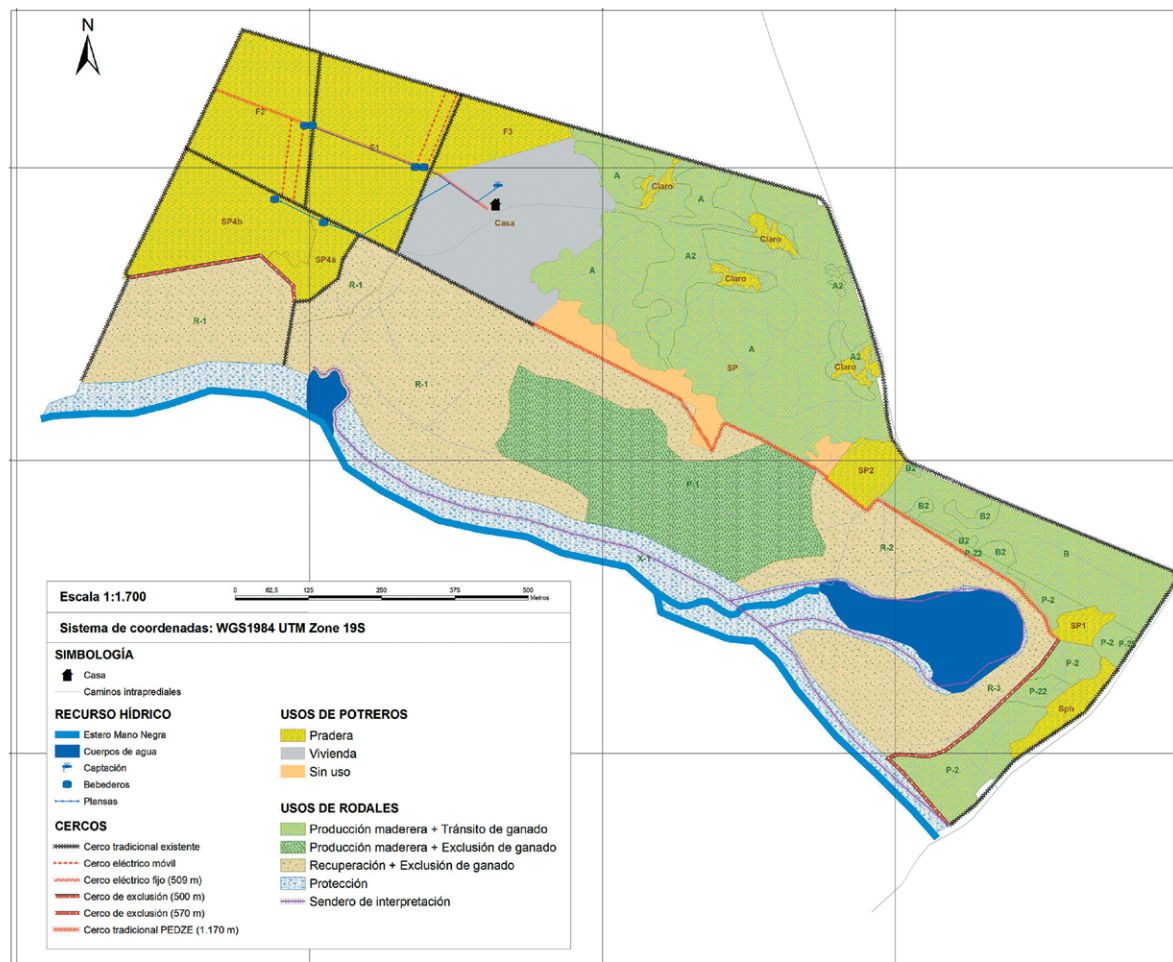 N
F2
F1
F3
A
Claro
A
Casa
Claro
SP4b
SP4a
A2
A
Claro
A2
R-1
R-1
A
A2
Claro
SP
R-1
SP2
B2
P-1
B2
B2
R-2
B2
P-22
B2
B
X-1
P-2
SP1
P-2
P-25
P-2
R-3
P-22
Sph
P-2
Escala 1:1.700
0 62,5 125 250 375 500
Metros
Sistema de coordenadas: WGS1984 UTM Zone 19S
SIMBOLOGÍA
Casa
Caminos intraprediales
RECURSO HÍDRICO
Estero Mano Negra
Cuerpos de agua
Captación
Bebederos
Plansas
CERCOS
Cerco tradicional existente
Cerco eléctrico móvil
Cerco eléctrico fijo (509 m)
Cerco de exclusión (500 m)
Cerco de exclusión (570 m)
Cerco tradicional PEDZE (1.170 m)
USOS DE POTREROS
Pradera
Vivienda
Sin uso
USOS DE RODALES
Producción maderera + Tránsito de ganado
Producción maderera + Exclusión de ganado
Recuperación + Exclusión de ganado
Protección
Sendero de interpretación